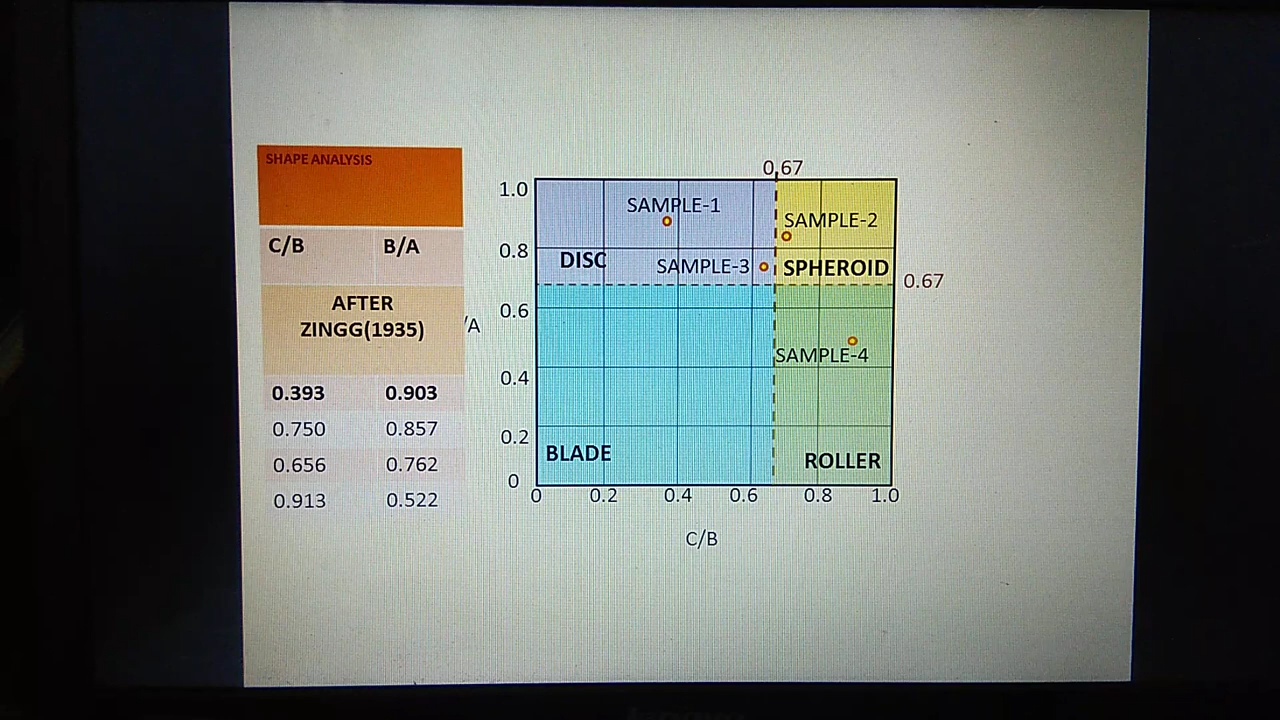 SHAPE ANALYSIS
C/B B/A
AFTER
ZINGG(1935)
0.393 0.903
0.750 0.857
0.656 0.762
0.913 0.522
0.67
1.0
SAMPLE-1
SAMPLE-2
0.8
DISC
SAMPLE-3
SPHEROID
0.67
0.6
/A
SAMPLE-4
0.4
0.2
BLADE
ROLLER
0
0 0.2 0.4 0.6 0.8 1.0
C/B